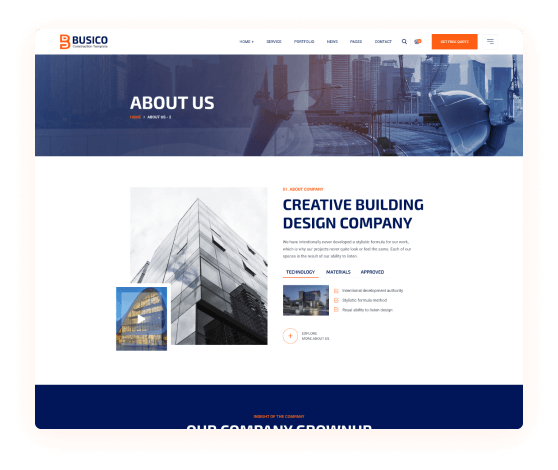 BUSICO
Construction Template
HOME +
SERVICE
PORTFOLIO
NEWS
PAGES
CONTACT
GET FREE QUOTE
ABOUT US
HOME > ABOUT US - 2
01. ABOUT COMPANY
CREATIVE BUILDING
DESIGN COMPANY
We have intentionally never developed a stylistic formula for our work,
which is why our projects never quite look or feel the same. Each of our
spaces is the result of our ability to listen.
TECHNOLOGY
MATERIALS
APPROVED
Intentional development authority
Stylistic formula method
Result ability to listen design
EXPLORE
MORE ABOUT US
INSIGHT OF THE COMPANY
OUR COMPANY GROWNUP